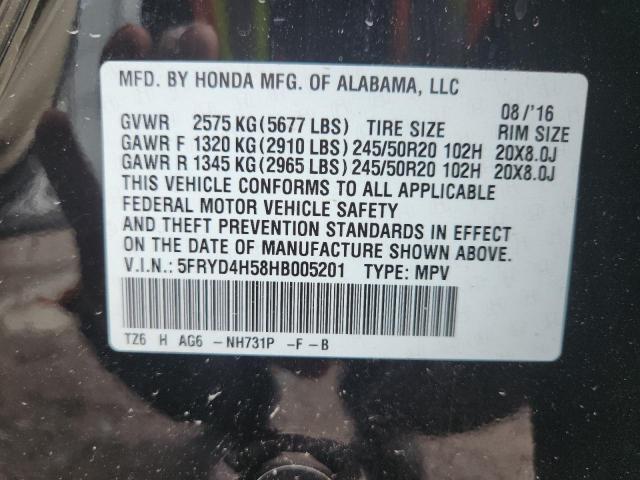 MFD. BY HONDA MFG. OF ALABAMA, LLC
08/'16
GVWR 2575 KG(5677 LBS) TIRE SIZE RIM SIZE
GAWR F 1320 KG(2910 LBS)245/50R20 102H 20X8.0J
GAWR R 1345 KG(2965 LBS)245/50R20 102H 20X8.0J
THIS VEHICLE CONFORMS TO ALL APPLICABLE
FEDERAL MOTOR VEHICLE SAFETY
AND THEFT PREVENTION STANDARDS IN EFFECT
ON THE DATE OF MANUFACTURE SHOWN ABOVE.
V.I.N.: 5FRYD4H58HB005201 TYPE: MPV
TZ6 H AG6 -NH731P -F-B